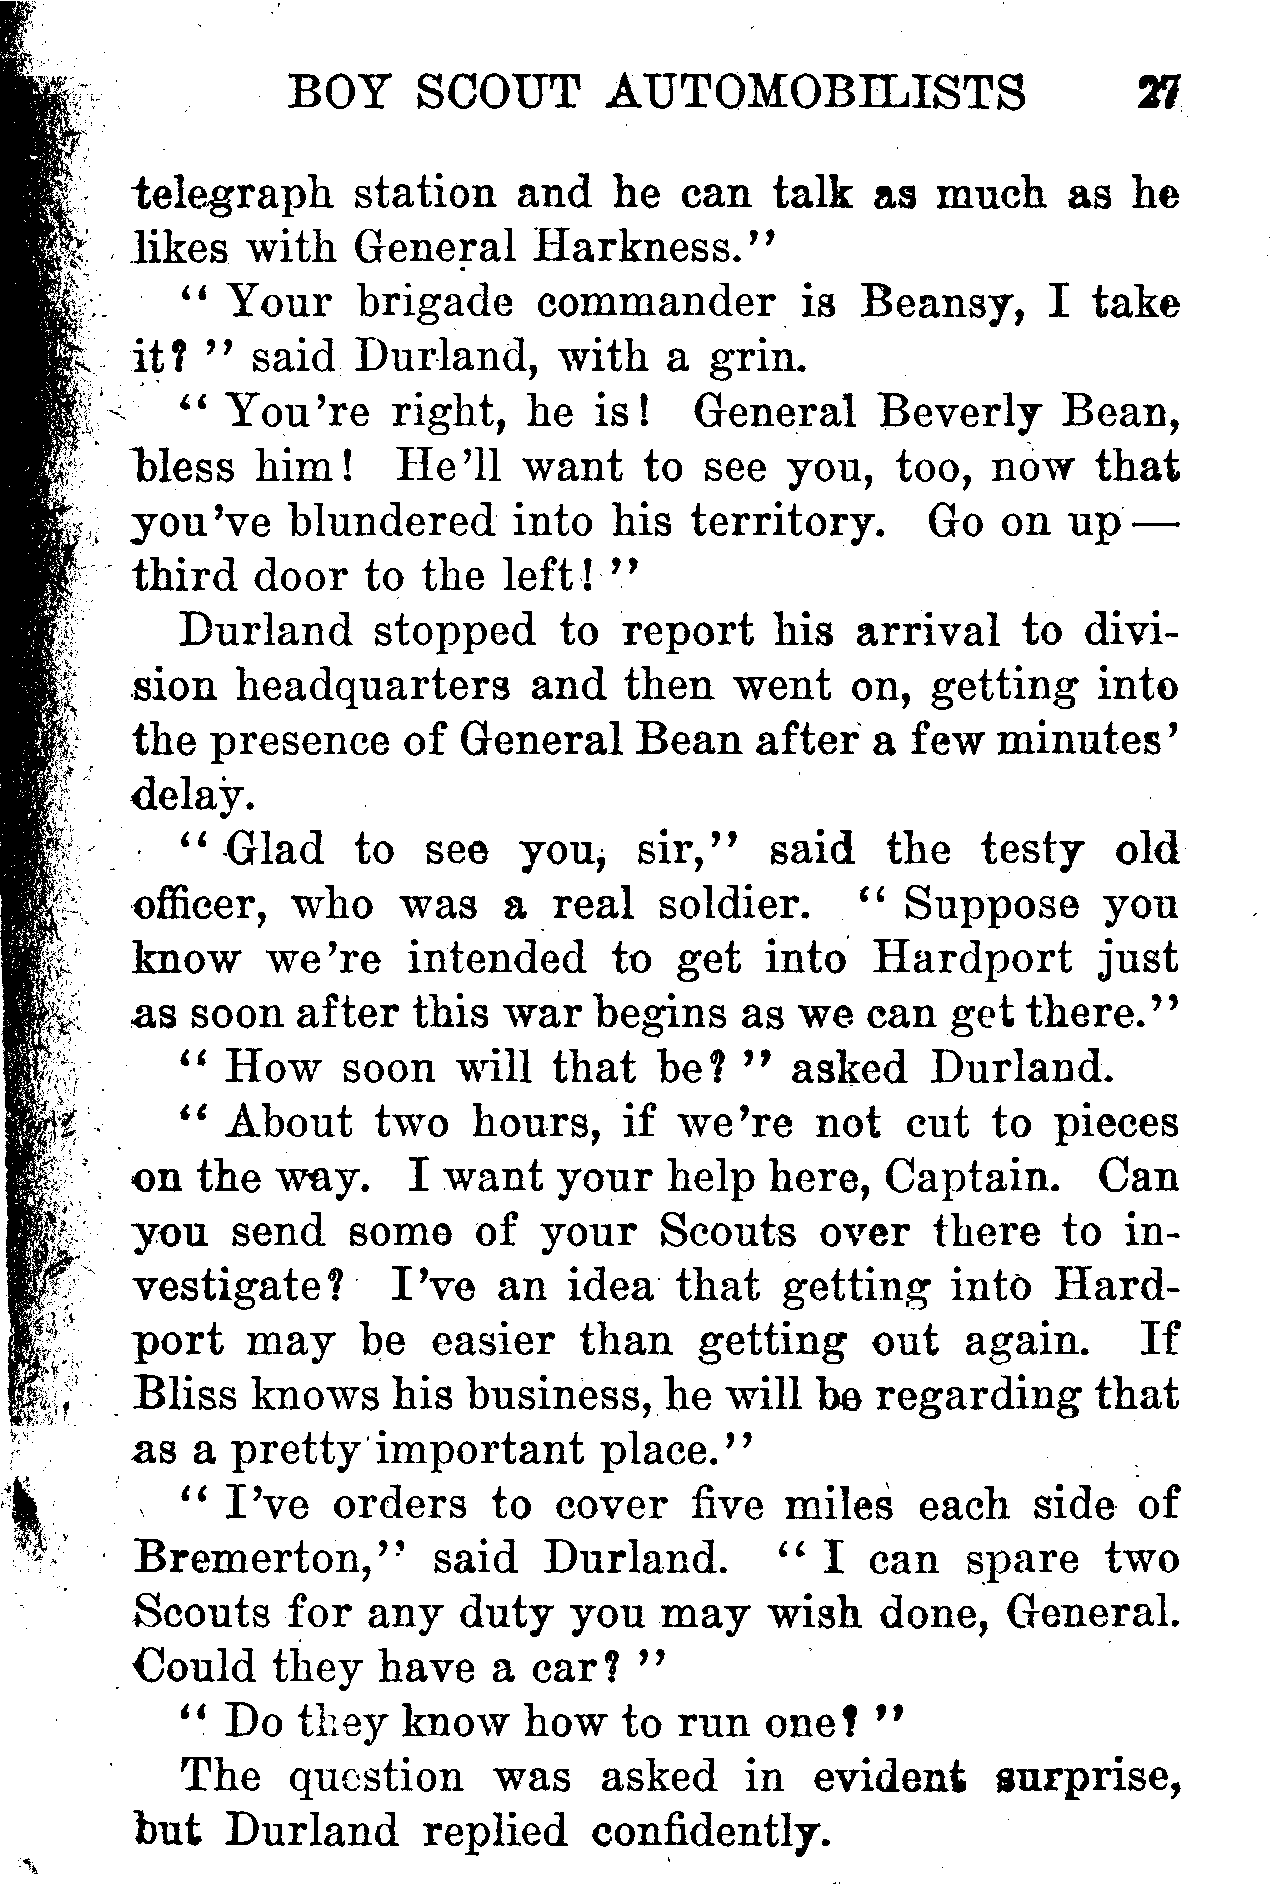 BOY SCOUT AUTOMOBILISTS 27
telegraph station and he can talk as much as he
likes with General Harkness."
" Your brigade commander is Beansy, I take
it? " said Durland, with a grin.
" You're right, he is! General Beverly Bean,
bless him! He'll want to see you, too, now that
you've blundered into his territory. Go on up —
third door to the left! "
Durland stopped to report his arrival to divi-
sion headquarters and then went on, getting into
the presence of General Bean after a few minutes'
delay.
" Glad to see you, sir," said the testy old
officer, who was a real soldier. " Suppose you
know we're intended to get into Hardport just
as soon after this war begins as we can get there."
" How soon will that be? " asked Durland.
" About two hours, if we're not cut to pieces
on the way. I want your help here, Captain. Can
you send some of your Scouts over there to in-
vestigate? I've an idea that getting into Hard-
port may be easier than getting out again. If
Bliss knows his business, he will be regarding that
as a pretty important place."
" I've orders to cover five miles each side of
Bremerton," said Durland. " I can spare two
Scouts for any duty you may wish done, General.
Could they have a car? "
" Do they know how to run one? "
The question was asked in evident surprise,
but Durland replied confidently.